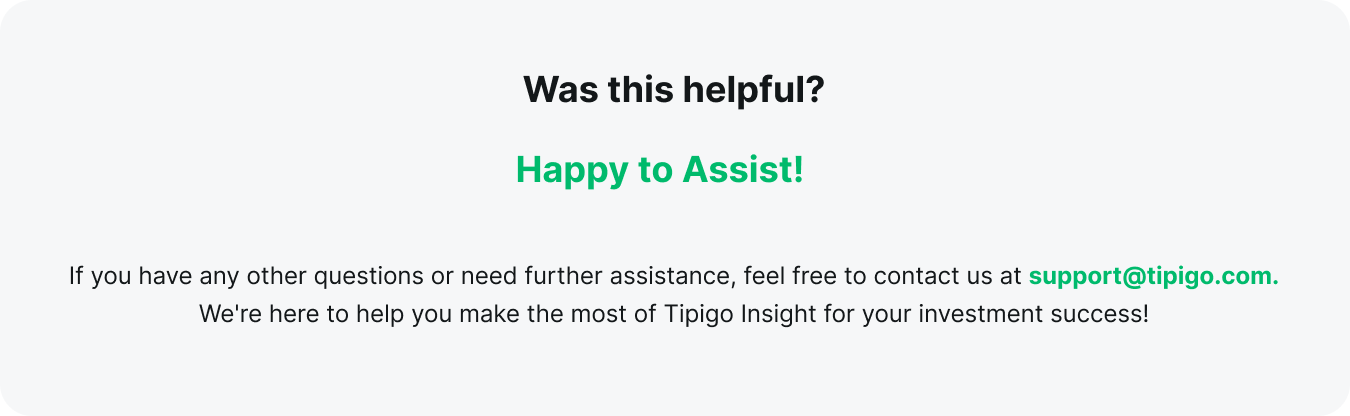 Was this helpful?
Happy to Assist!
If you have any other questions or need further assistance, feel free to contact us at support@tipigo.com.
We're here to help you make the most of Tipigo Insight for your investment success!